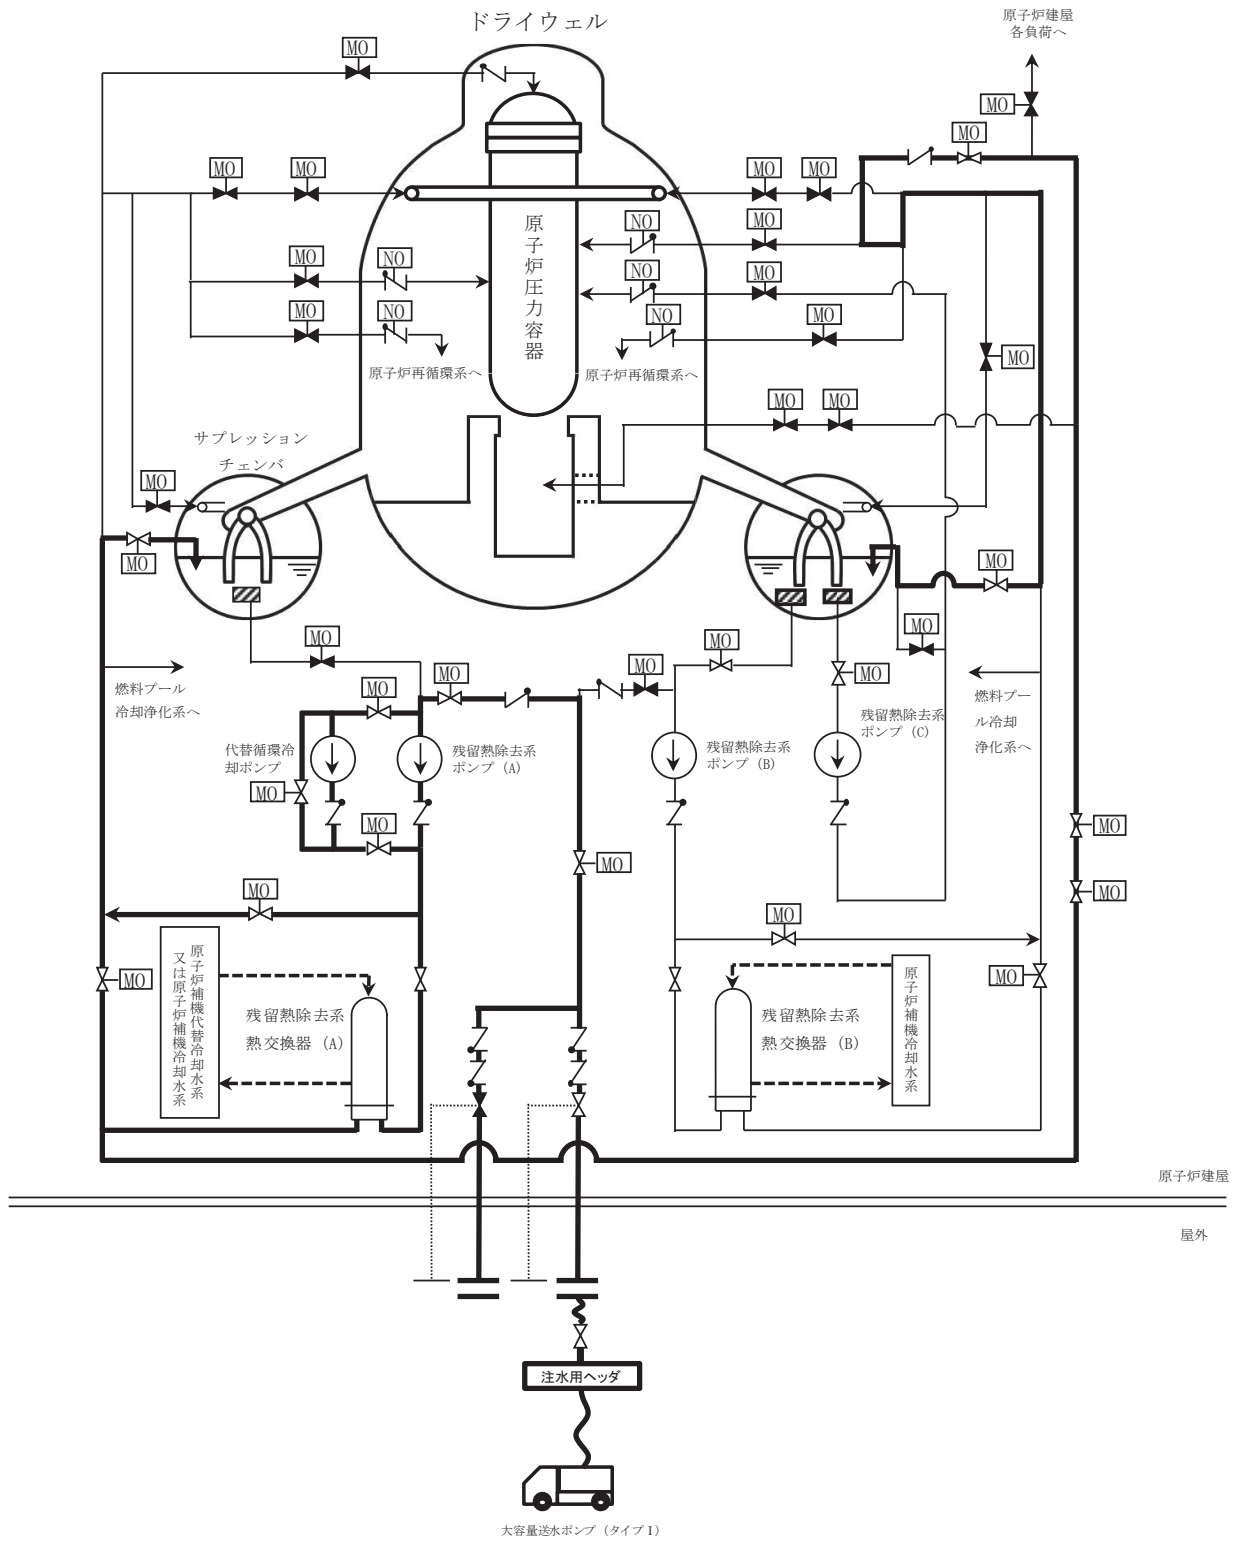 ドライウェル
原子炉建屋
各負荷へ
MO
MO
MO
MO
MO
MO
MO
NO
MO
原子炉圧力容器
MO
NO
NO
MO
MO
NO
NO
MO
MO
原子炉再循環系へ
原子炉再循環系へ
MO
MO
サプレッション
チェンバ
MO
MO
MO
MO
MO
MO
MO
MO
MO
MO
燃料プール
冷却浄化系へ
MO
燃料プー
ル冷却
浄化系へ
代替循環冷
却ポンプ
残留熱除去系
ポンプ（A）
残留熱除去系
ポンプ（B）
残留熱除去系
ポンプ（C）
MO
MO
MO
MO
MO
MO
MO
MO
MO
原子炉補機代替冷却水系
又は原子炉補機冷却水系
残留熱除去系
熱交換器（A）
残留熱除去系
熱交換器（B）
原子炉補機冷却水系
原子炉建屋
屋外
注水用ヘッダ
大容量送水ポンプ（タイプⅠ）